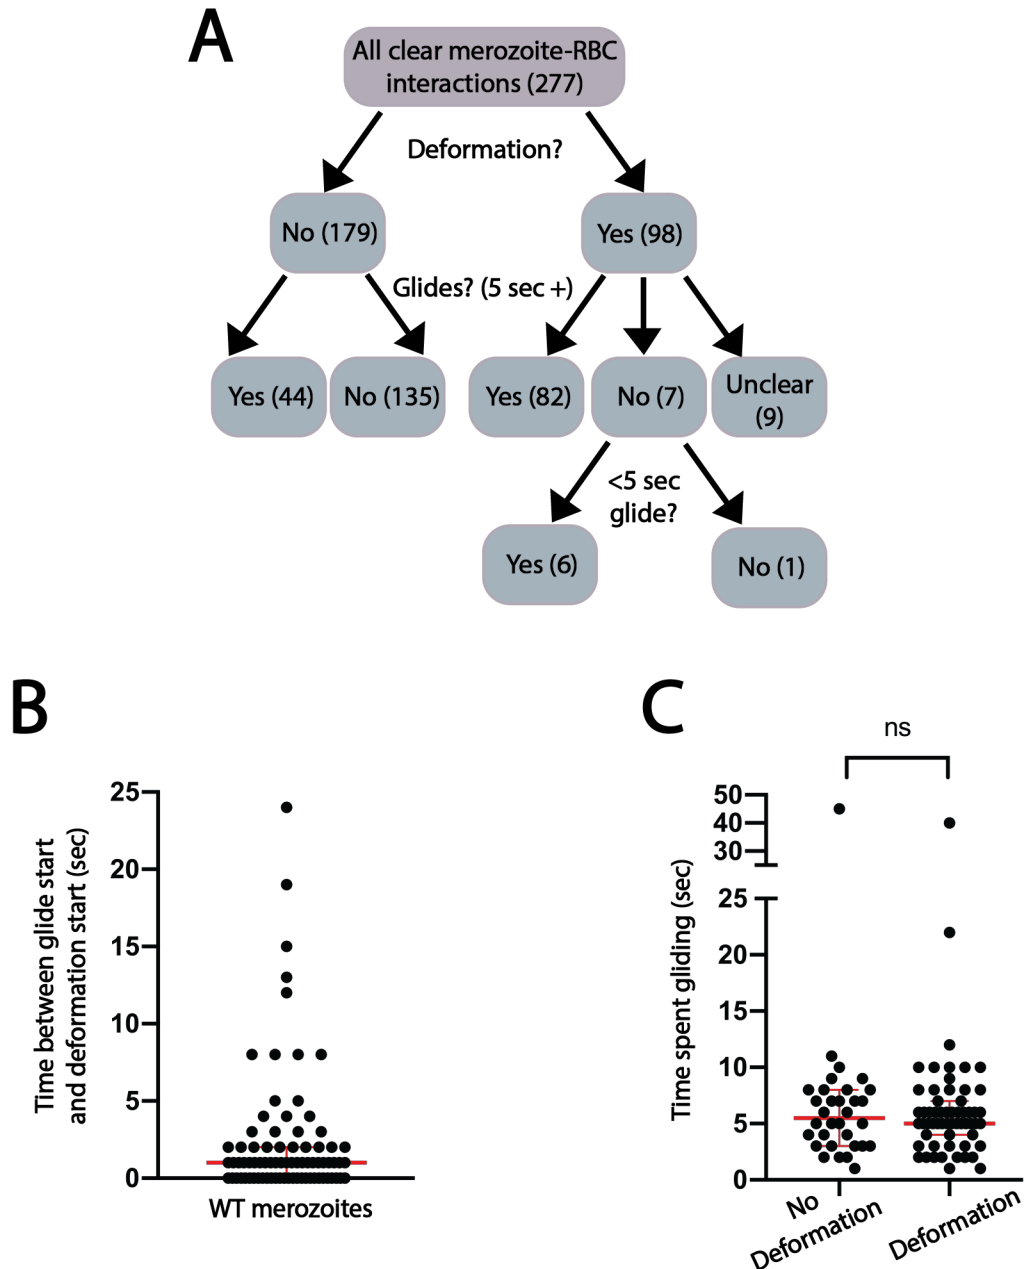 A
All clear merozoite-RBC
interactions (277)
Deformation?
No (179)
Yes (98)
Glides? (5 sec +)
Yes (44)
No (135)
Yes (82)
No (7)
Unclear
(9)
<5 sec
glide?
Yes (6)
No (1)
B
Time between glide start
and deformation start (sec)
25
20
15
10
5
0
WT merozoites
C
ns
Time spent gliding (sec)
50
40
30
25
20
15
10
5
0
No
Deformation
Deformation